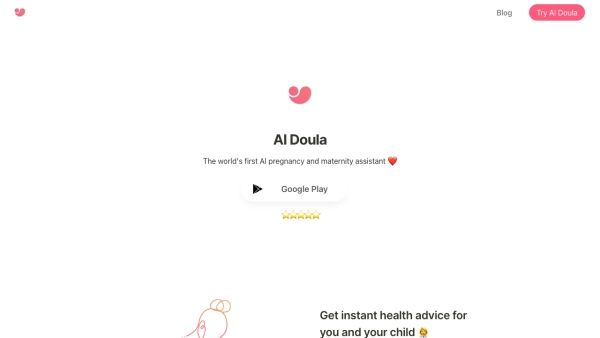 Blog
Try AI Doula
AI Doula
The world's first AI pregnancy and maternity assistant ❤️
Google Play
⭐⭐⭐⭐⭐
Get instant health advice for
you and your child 👶